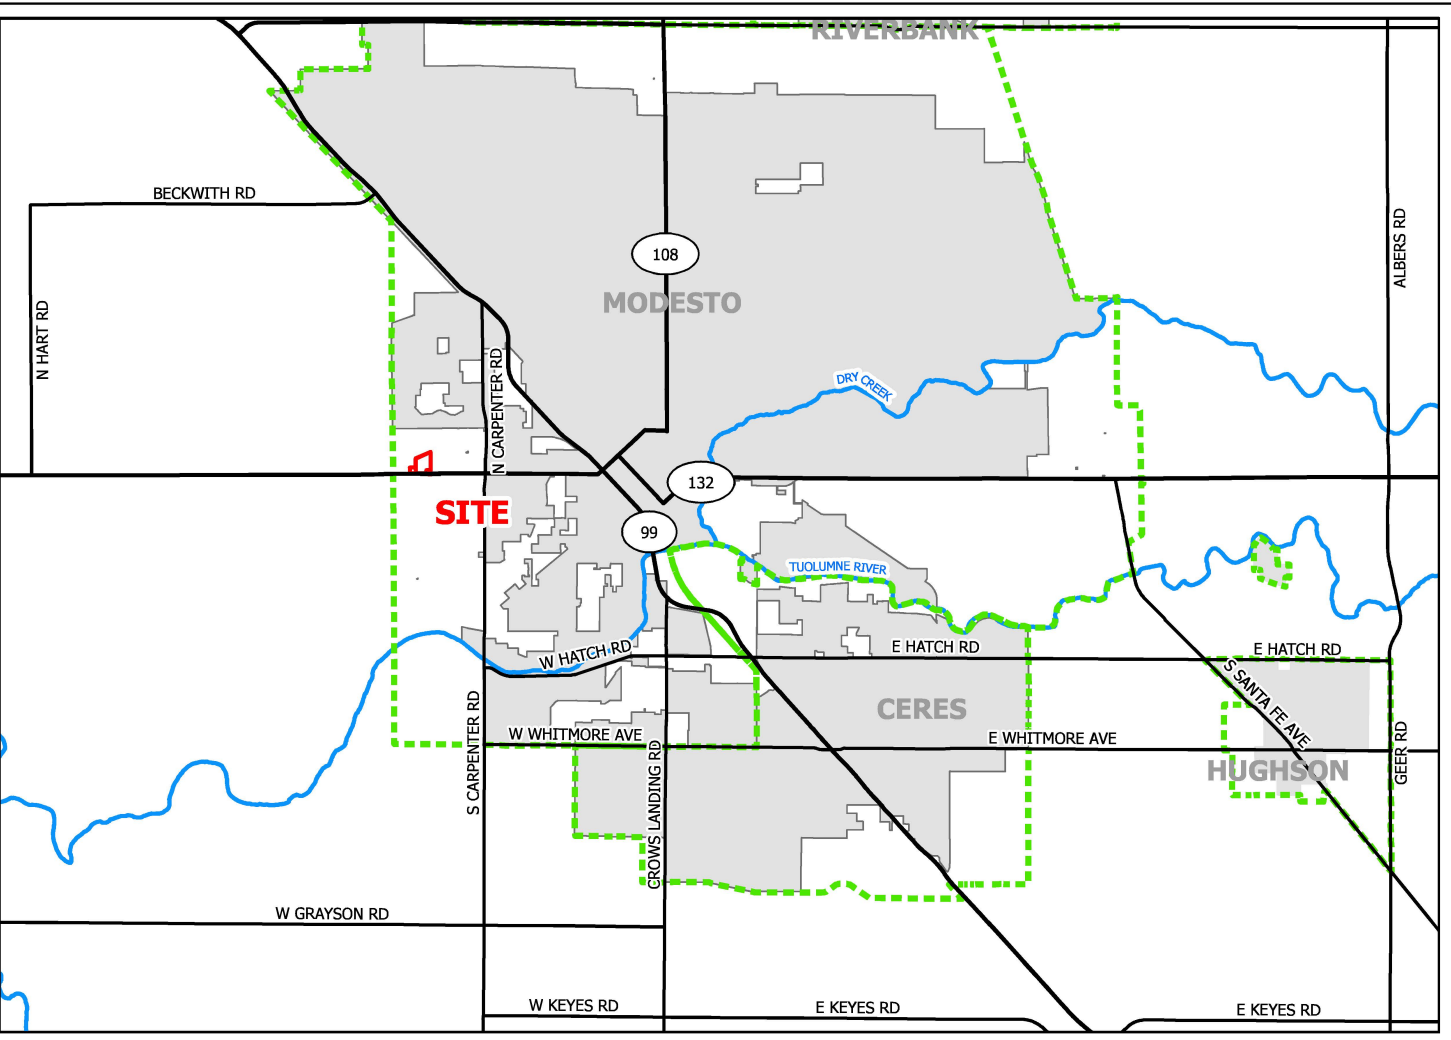 RIVERBANK
BECKWITH RD
ALBERS RD
108
MODESTO
N HART RD
N CARPENTER RD
DRY CREEK
132
SITE
99
TUOLUMNE RIVER
W HATCH RD
E HATCH RD
E HATCH RD
S SANTA FE AVE
CERES
S CARPENTER RD
W WHITMORE AVE
E WHITMORE AVE
CROWS LANDING RD
GEER RD
HUGHSON
W GRAYSON RD
W KEYES RD
E KEYES RD
E KEYES RD